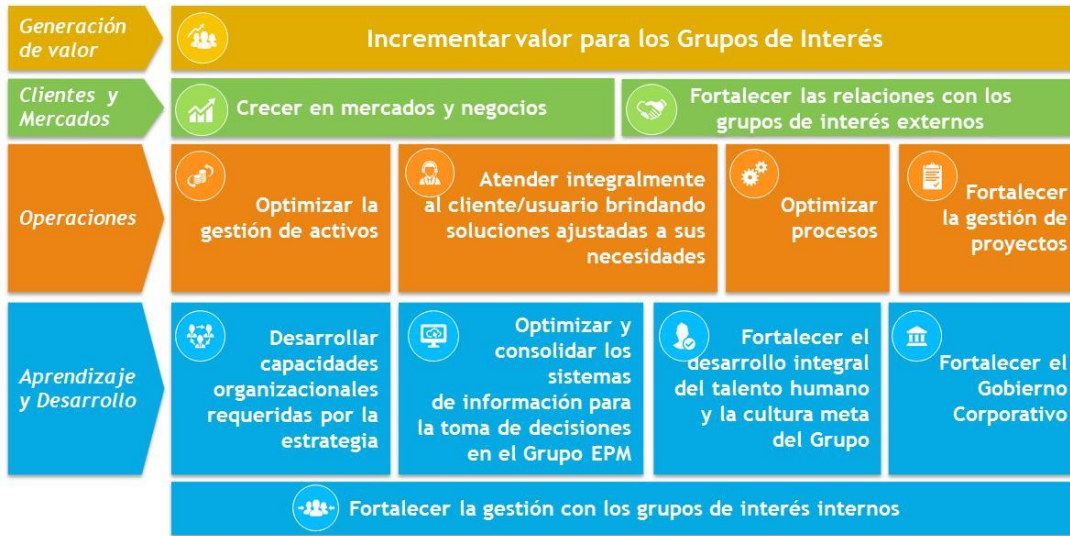 Generación
de valor
Incrementar valor para los Grupos de Interés
Clientes y
Mercados
Crecer en mercados y negocios
Fortalecer las relaciones con los
grupos de interés externos
Operaciones
Optimizar la
gestión de activos
Atender integralmente
al cliente/usuario brindando
soluciones ajustadas a sus
necesidades
Optimizar
procesos
Fortalecer
la gestión de
proyectos
Aprendizaje
y Desarrollo
Desarrollar
capacidades
organizacionales
requeridas por la
estrategia
Optimizar y
consolidar los
sistemas
de información para
la toma de decisiones
en el Grupo EPM
Fortalecer el
desarrollo integral
del talento humano
y la cultura meta
del Grupo
Fortalecer el
Gobierno
Corporativo
Fortalecer la gestión con los grupos de interés internos